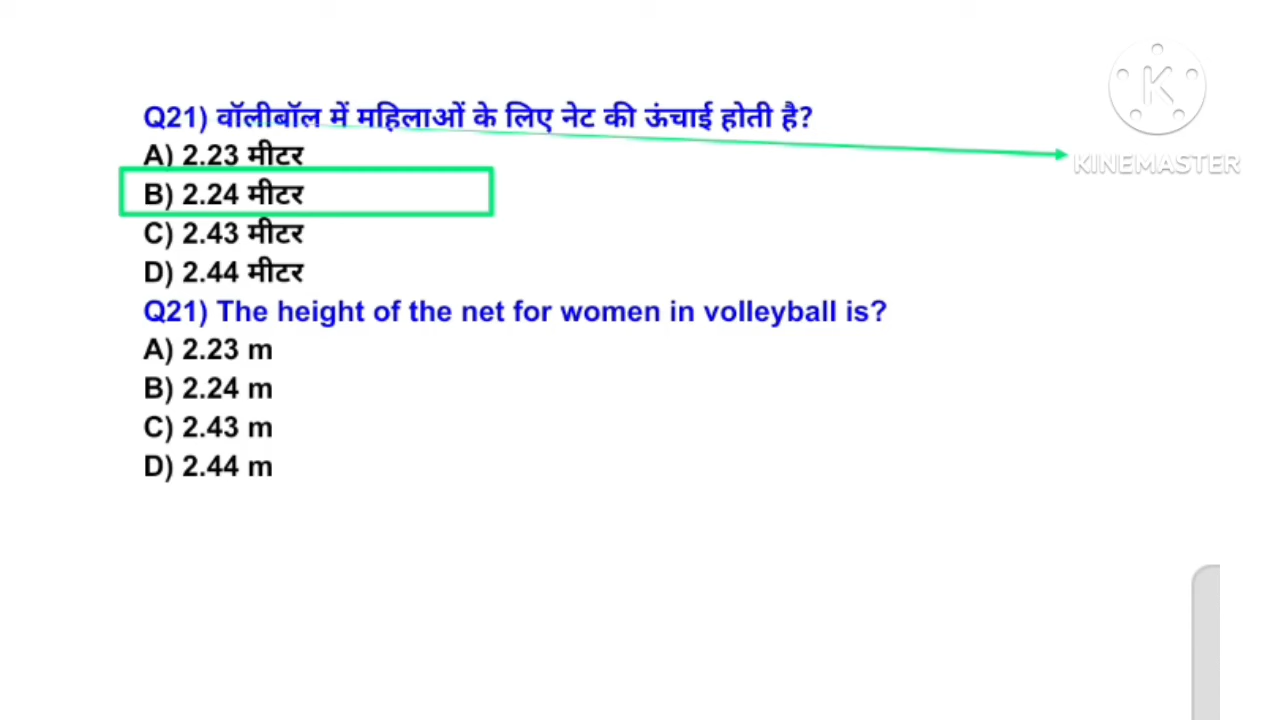 Q21) वॉलीबॉल में महिलाओं के लिए नेट की ऊंचाई होती है?
A) 2.23 मीटर
B) 2.24 मीटर
C) 2.43 मीटर
D) 2.44 मीटर
Q21) The height of the net for women in volleyball is?
A) 2.23 m
B) 2.24 m
C) 2.43 m
D) 2.44 m
K
KINEMASTER